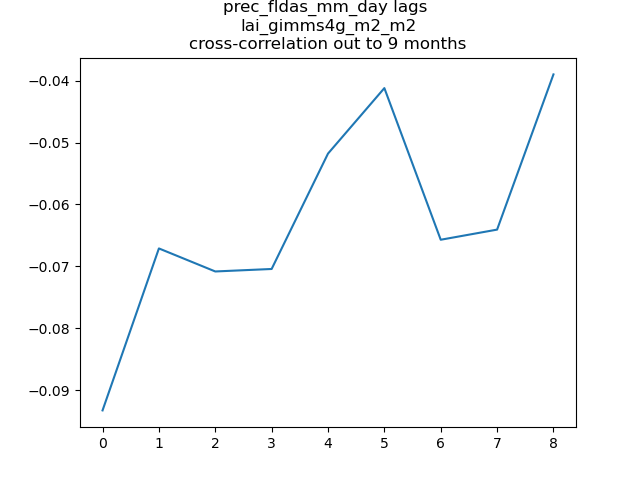 prec_fldas_mm_day lags
lai_gimms4g_m2_m2
cross-correlation out to 9 months
−0.04
−0.05
−0.06
−0.07
−0.08
−0.09
0 1 2 3 4 5 6 7 8